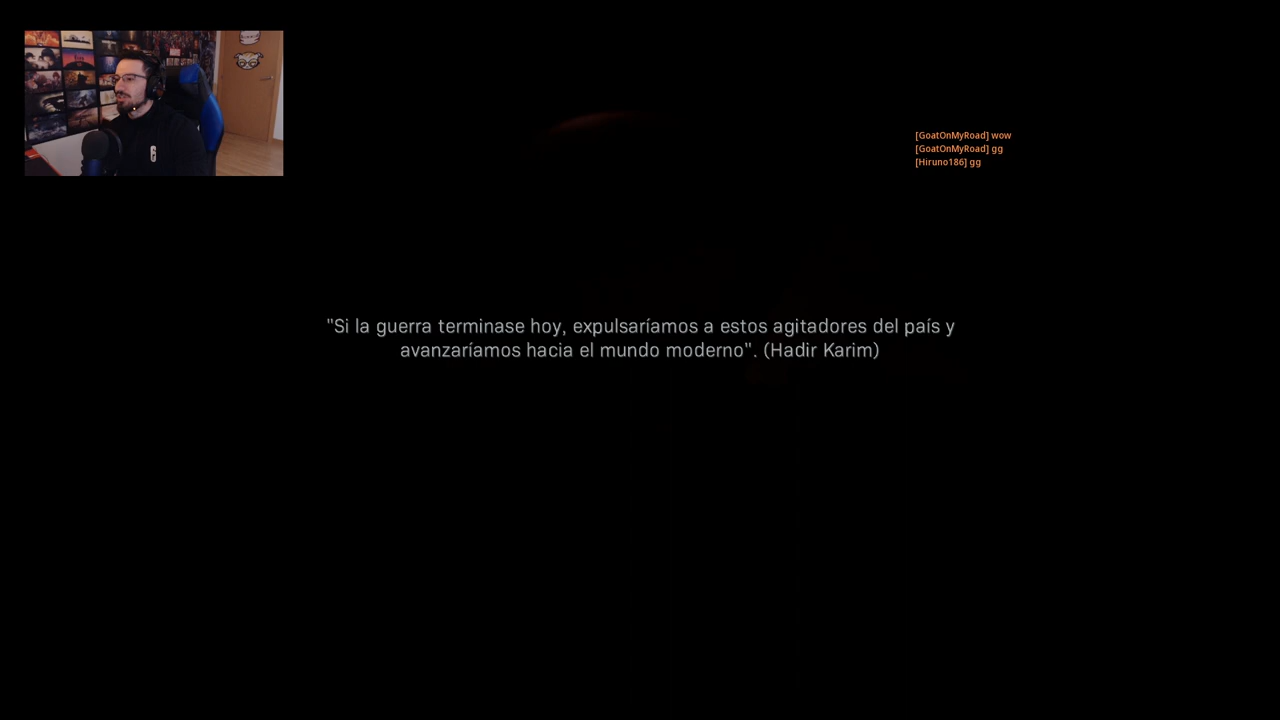 [GoatOnMyRoad] wow
[GoatOnMyRoad] gg
[Hiruno186] gg
"Si la guerra terminase hoy, expulsaríamos a estos agitadores del país y
avanzaríamos hacia el mundo moderno". (Hadir Karim)